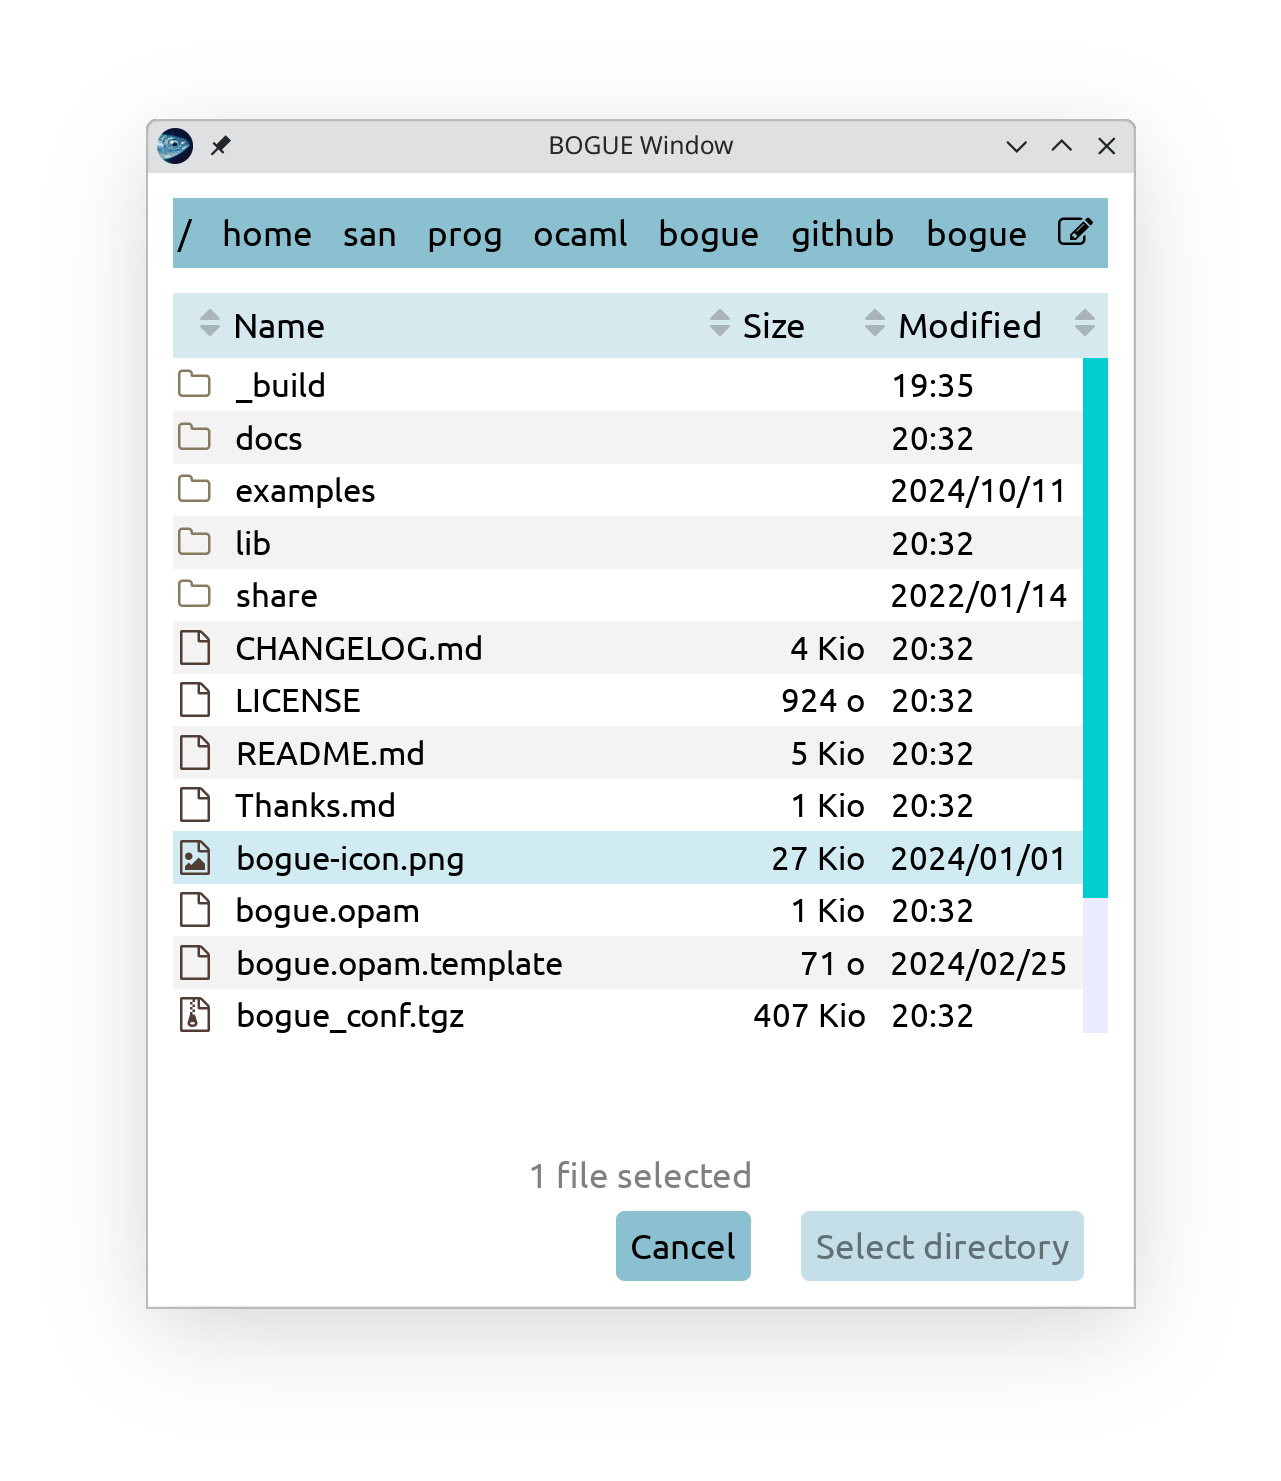 BOGUE Window
/ home san prog ocaml bogue github bogue
Name Size Modified
_build 19:35
docs 20:32
examples 2024/10/11
lib 20:32
share 2022/01/14
CHANGELOG.md 4 Kio 20:32
LICENSE 924 o 20:32
README.md 5 Kio 20:32
Thanks.md 1 Kio 20:32
bogue-icon.png 27 Kio 2024/01/01
bogue.opam 1 Kio 20:32
bogue.opam.template 71 o 2024/02/25
bogue_conf.tgz 407 Kio 20:32
1 file selected
Cancel Select directory